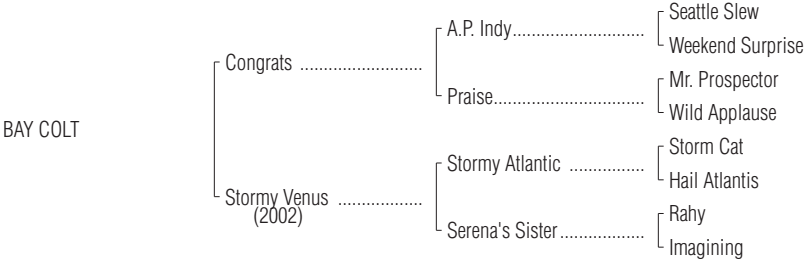 Seattle Slew
A.P. Indy..............................
Weekend Surprise
Congrats ..........................
Mr. Prospector
Praise..................................
Wild Applause
BAY COLT
Storm Cat
Stormy Atlantic ................
Hail Atlantis
Stormy Venus ..................
(2002)
Rahy
Serena's Sister..................
Imagining